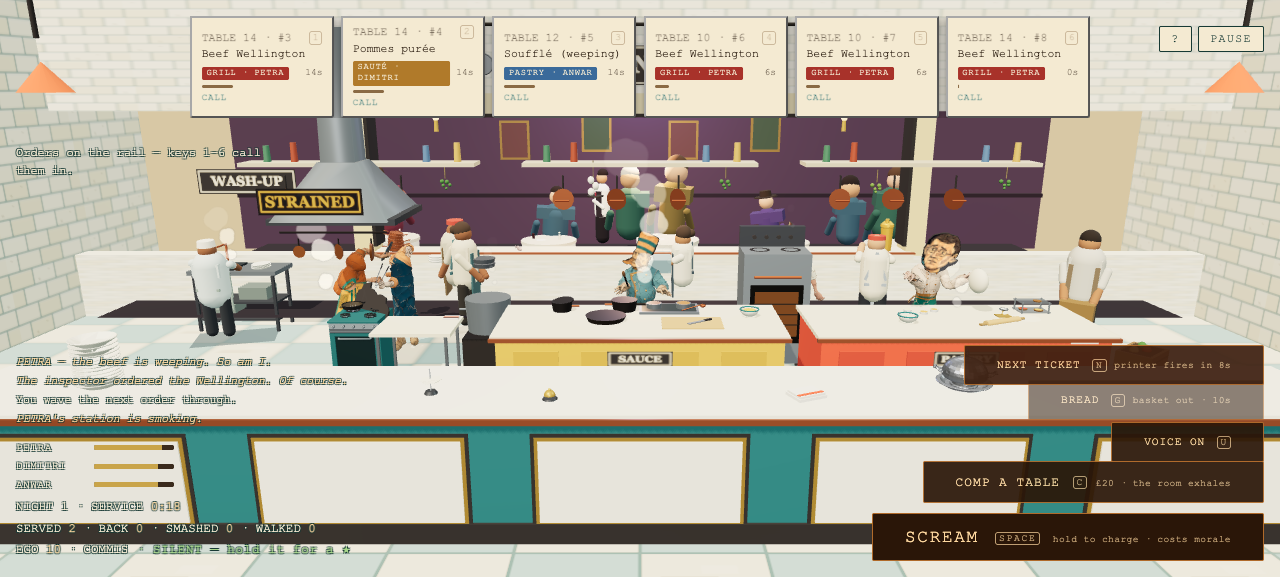 TABLE 14 · #3 1
Beef Wellington
GRILL · PETRA 14s
CALL
TABLE 14 · #4 2
Pommes purée
SAUTÉ · DIMITRI 14s
CALL
TABLE 12 · #5 3
Soufflé (weeping)
PASTRY · ANWAR 14s
CALL
TABLE 10 · #6 4
Beef Wellington
GRILL · PETRA 6s
CALL
TABLE 10 · #7 5
Beef Wellington
GRILL · PETRA 6s
CALL
TABLE 14 · #8 6
Beef Wellington
GRILL · PETRA 0s
CALL
? PAUSE
Orders on the rail — keys 1–6 call
them in.
WASH-UP
STRAINED
SAUCE
PETRA — the beef is weeping. So am I.
The inspector ordered the Wellington. Of course.
You wave the next order through.
PETRA's station is smoking.
PETRA
DIMITRI
ANWAR
NIGHT 1 · SERVICE 0:18
SERVED 2 · BACK 0 · SMASHED 0 · WALKED 0
ECO 10 · COMMIS · SILENT — hold it for a ★
NEXT TICKET N printer fires in 8s
BREAD G basket out · 10s
VOICE ON U
COMP A TABLE C £20 · the room exhales
SCREAM SPACE hold to charge · costs morale